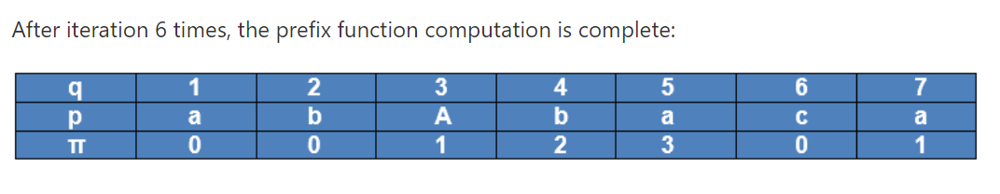 After iteration 6 times, the prefix function computation is complete:
q 1 2 3 4 5 6 7
p a b A b a c a
π 0 0 1 2 3 0 1